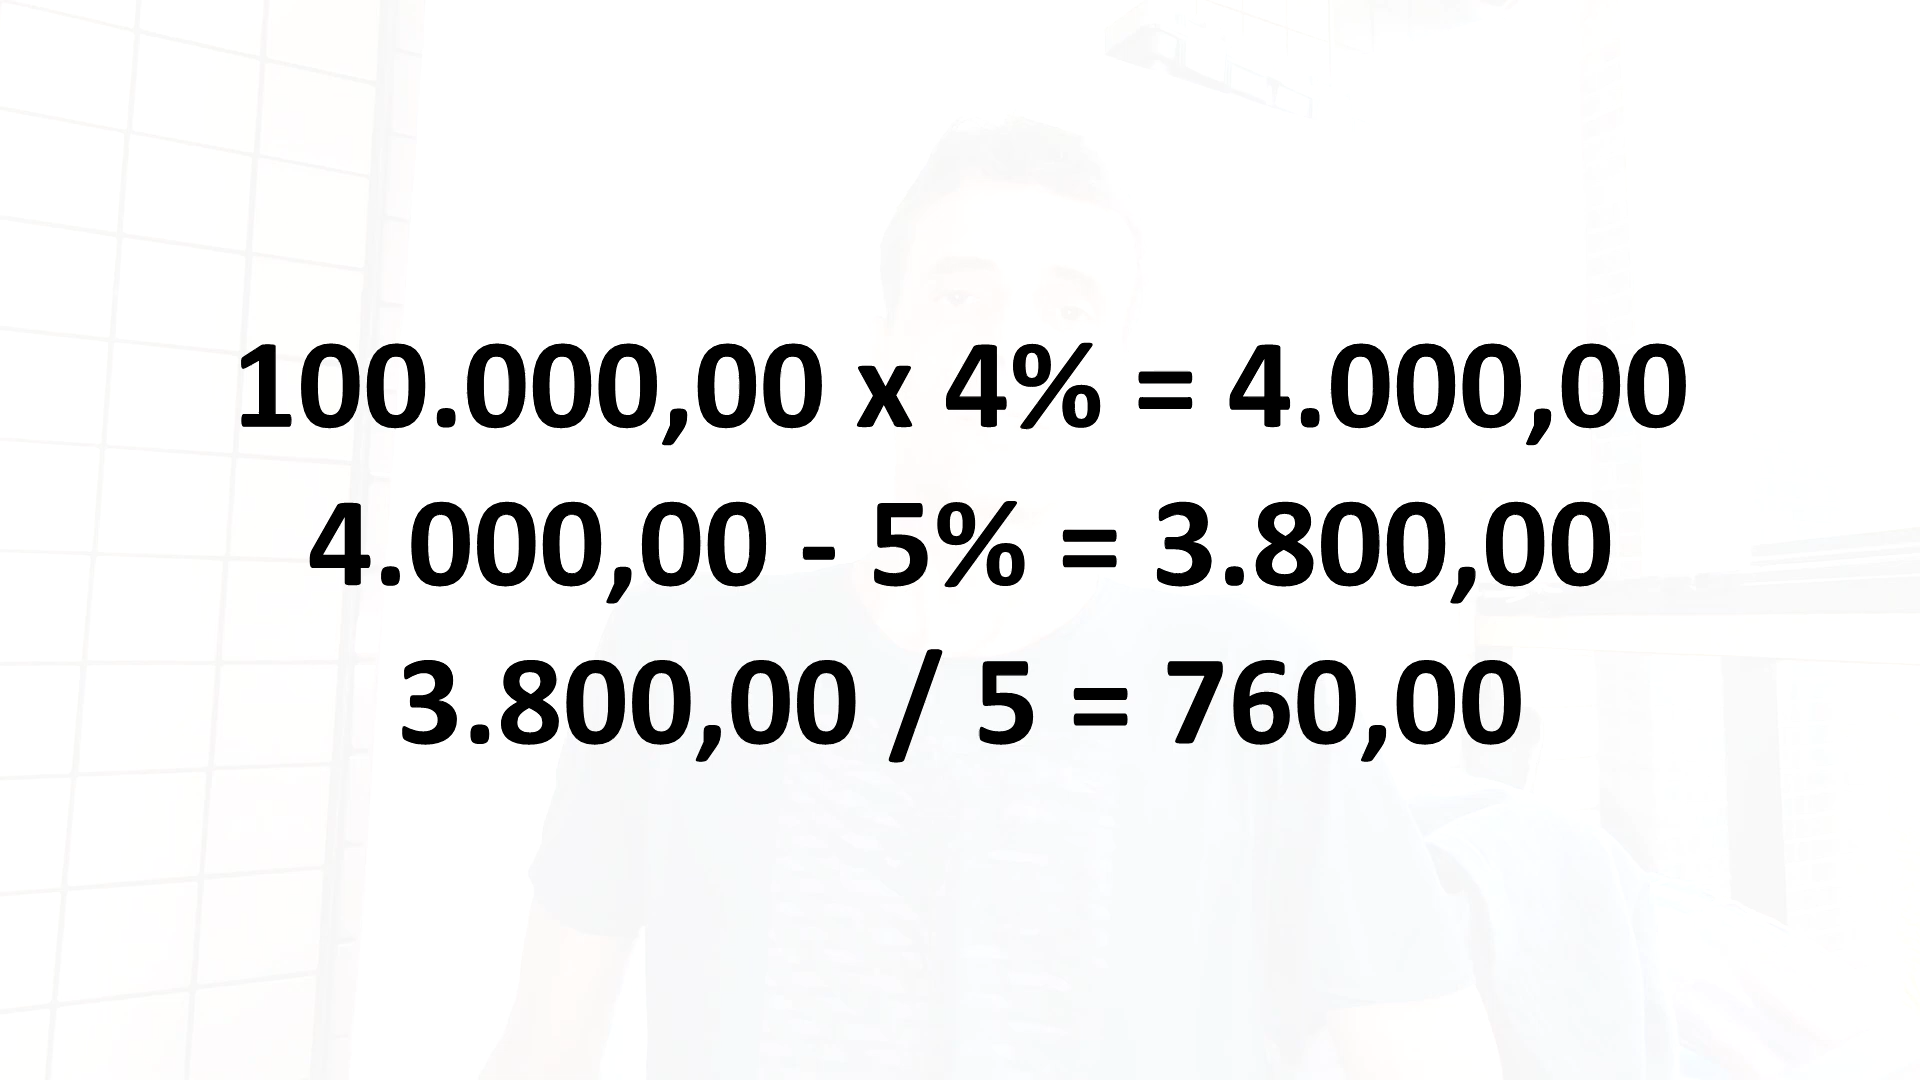 100.000,00 x 4% = 4.000,00
4.000,00 - 5% = 3.800,00
3.800,00 / 5 = 760,00